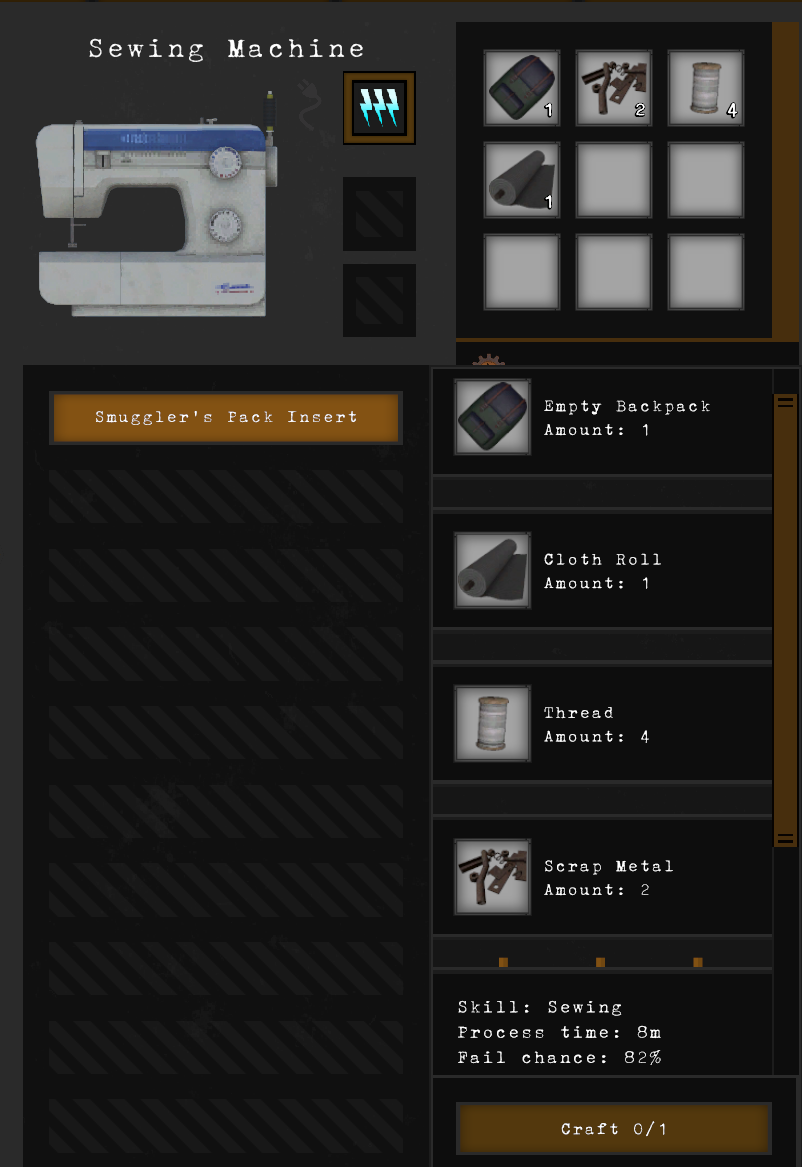 Sewing Machine
1
2
4
1
Smuggler's Pack Insert
Empty Backpack
Amount: 1
Cloth Roll
Amount: 1
Thread
Amount: 4
Scrap Metal
Amount: 2
Skill: Sewing
Process time: 8m
Fail chance: 82%
Craft 0/1